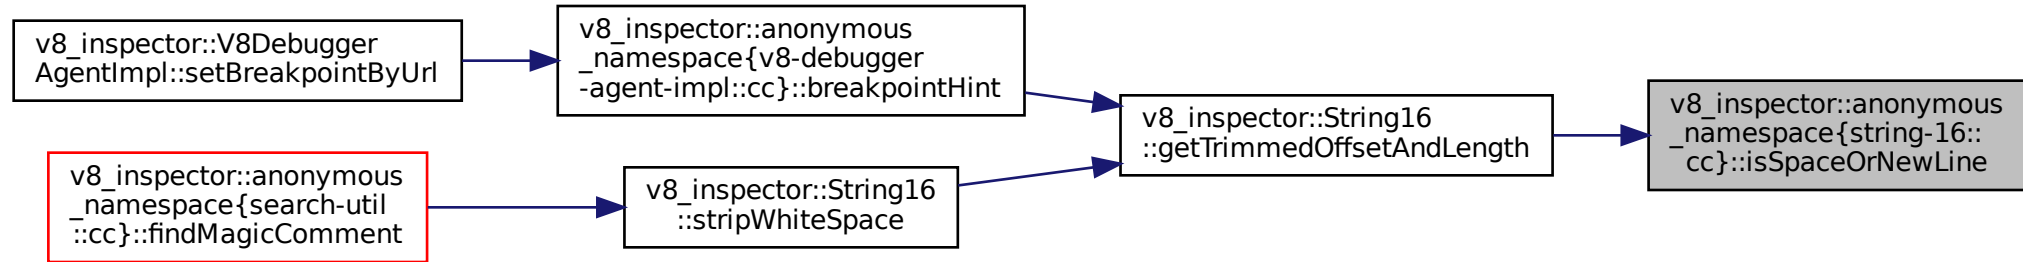 v8_inspector::V8Debugger
AgentImpl::setBreakpointByUrl
v8_inspector::anonymous
_namespace{v8-debugger
-agent-impl::cc}::breakpointHint
v8_inspector::anonymous
_namespace{search-util
::cc}::findMagicComment
v8_inspector::String16
::stripWhiteSpace
v8_inspector::String16
::getTrimmedOffsetAndLength
v8_inspector::anonymous
_namespace{string-16::
cc}::isSpaceOrNewLine